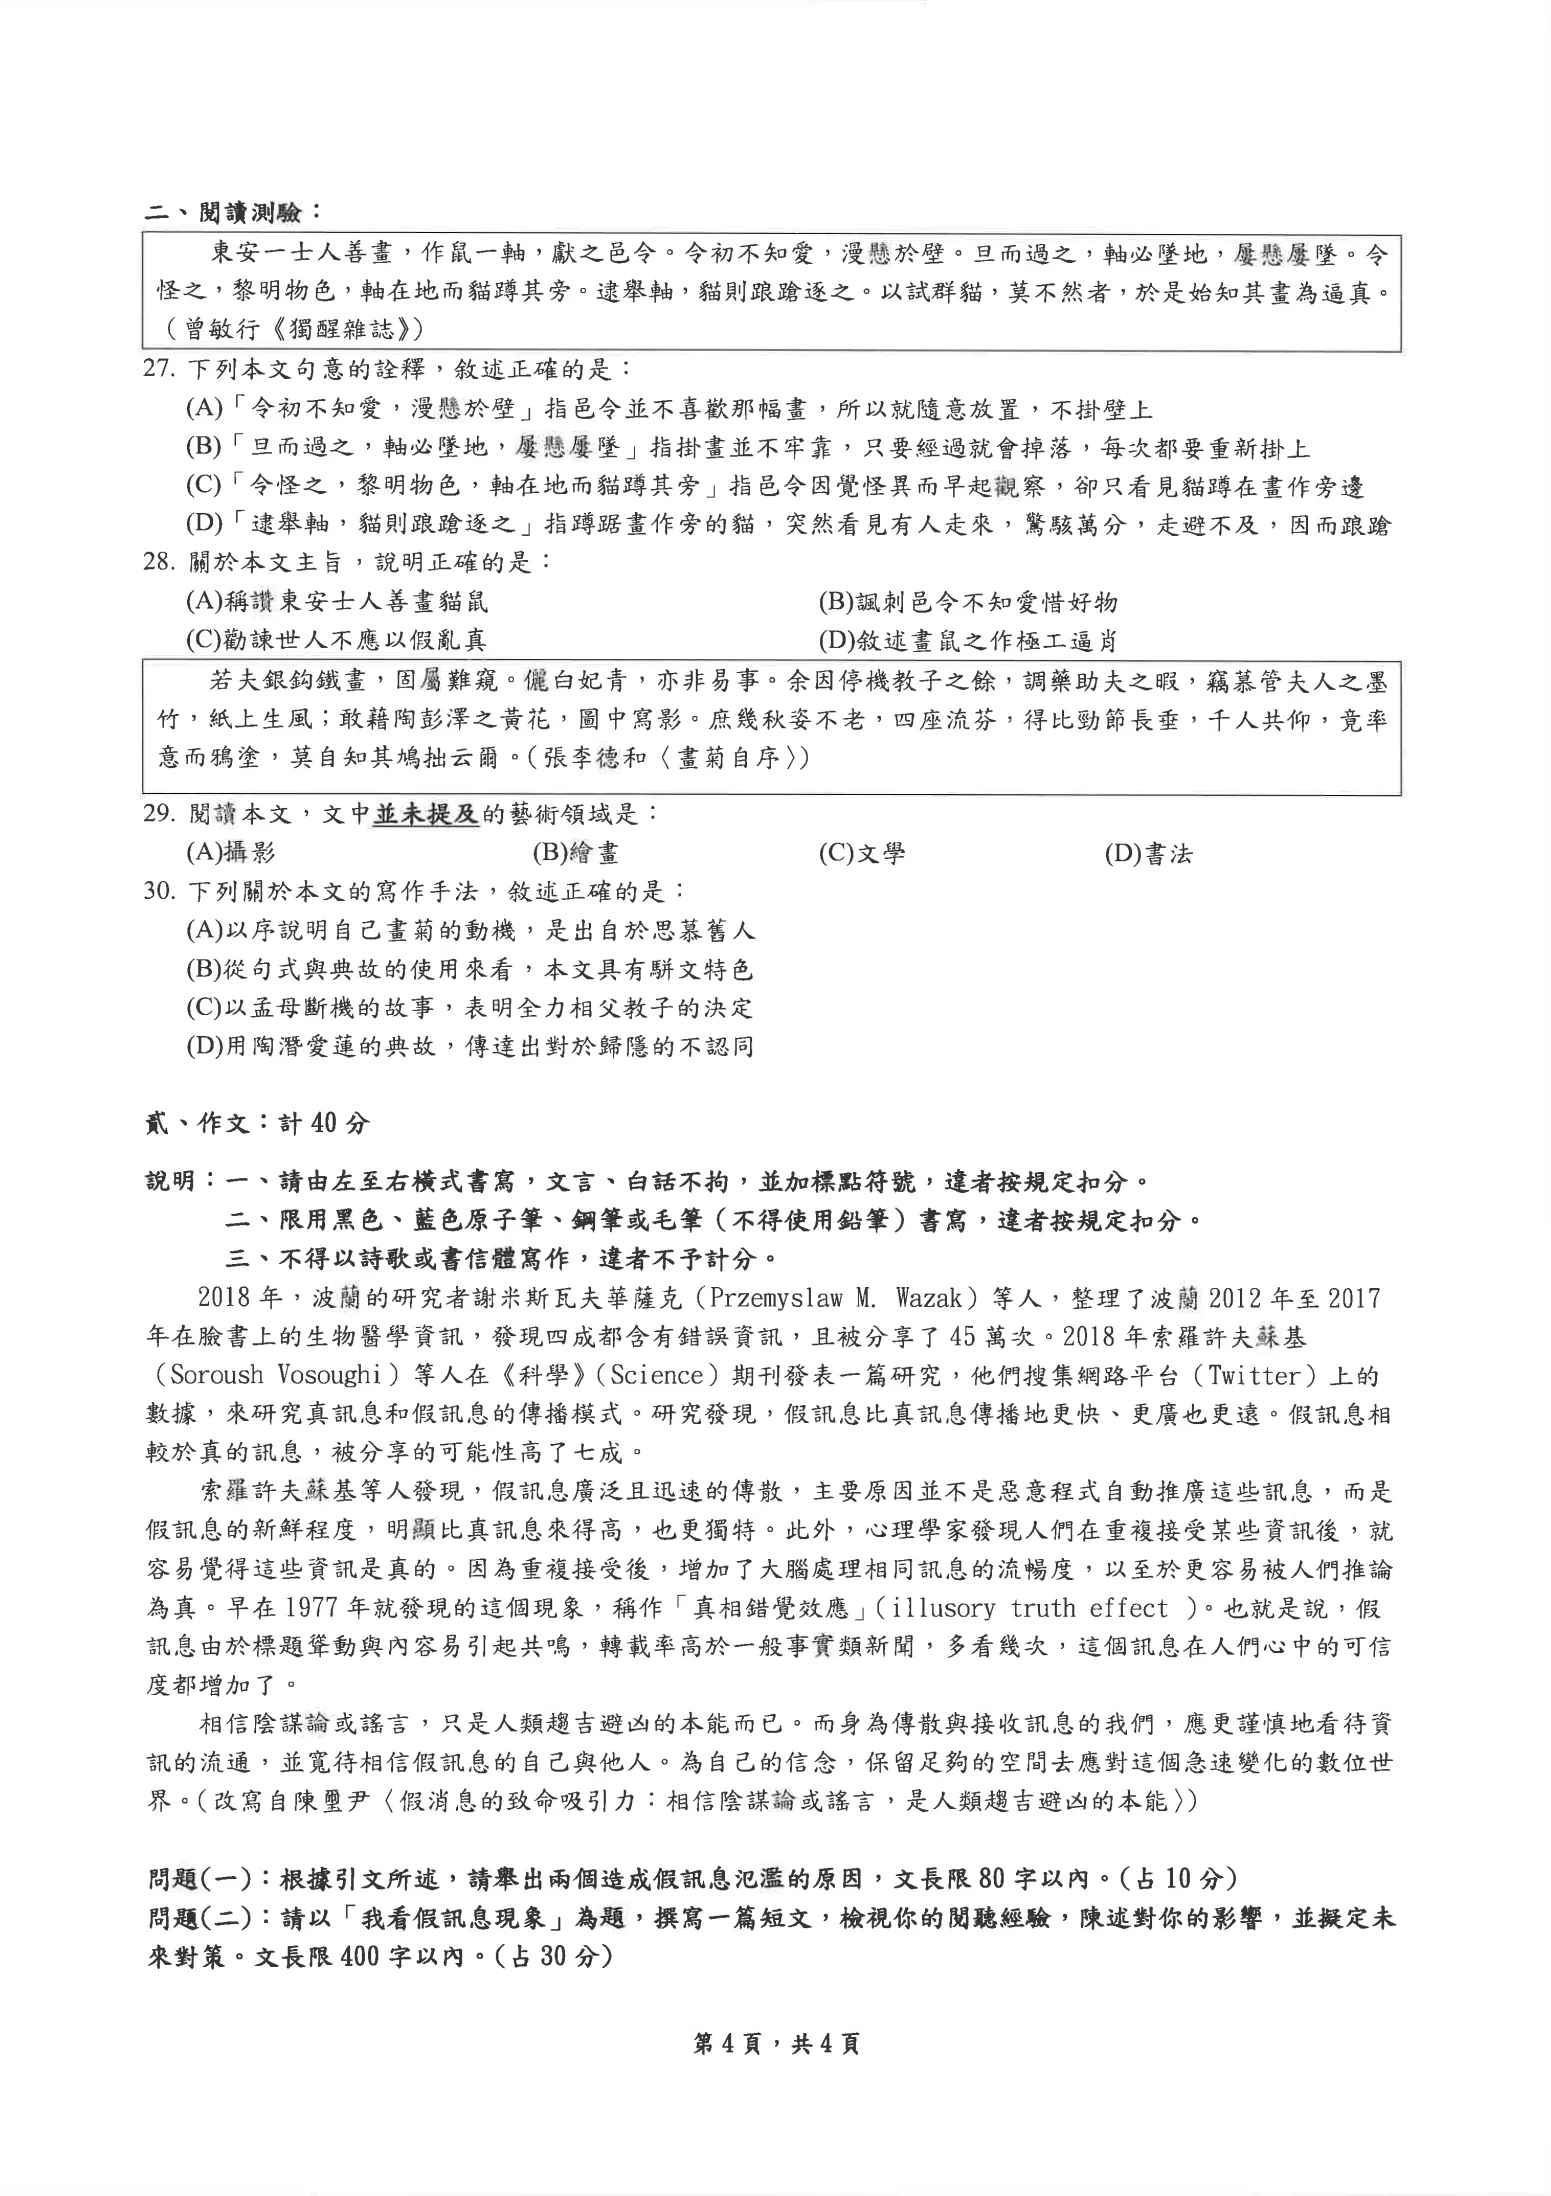 二、閱讀測驗：
東安一士人善畫，作鼠一軸，獻之邑令。令初不知愛，漫懸於壁。旦而過之，軸必墜地，屢懸屢墜。令
怪之，黎明物色，軸在地而貓蹲其旁。逮舉軸，貓則踉蹌逐之。以試群貓，莫不然者，於是始知其畫為逼真。
（曾敏行《獨醒雜誌》）
27. 下列本文句意的詮釋，敘述正確的是：
(A)「令初不知愛，漫懸於壁」指邑令並不喜歡那幅畫，所以就隨意放置，不掛壁上
(B)「旦而過之，軸必墜地，屢懸屢墜」指掛畫並不牢靠，只要經過就會掉落，每次都要重新掛上
(C)「令怪之，黎明物色，軸在地而貓蹲其旁」指邑令因覺怪異而早起觀察，卻只看見貓蹲在畫作旁邊
(D)「逮舉軸，貓則踉蹌逐之」指蹲踞畫作旁的貓，突然看見有人走來，驚駭萬分，走避不及，因而踉蹌
28. 關於本文主旨，說明正確的是：
(A)稱讚東安士人善畫貓鼠 (B)諷刺邑令不知愛惜好物
(C)勸諫世人不應以假亂真 (D)敘述畫鼠之作極工逼肖
若夫銀鉤鐵畫，固屬難窺。儷白妃青，亦非易事。余因停機教子之餘，調藥助夫之暇，竊慕管夫人之墨
竹，紙上生風；敢藉陶彭澤之黃花，圖中寫影。庶幾秋姿不老，四座流芬，得比勁節長垂，千人共仰，竟率
意而鴉塗，莫自知其鳩拙云爾。（張李德和〈畫菊自序〉）
29. 閱讀本文，文中並未提及的藝術領域是：
(A)攝影 (B)繪畫 (C)文學 (D)書法
30. 下列關於本文的寫作手法，敘述正確的是：
(A)以序說明自己畫菊的動機，是出自於思慕舊人
(B)從句式與典故的使用來看，本文具有駢文特色
(C)以孟母斷機的故事，表明全力相父教子的決定
(D)用陶潛愛蓮的典故，傳達出對於歸隱的不認同
貳、作文：計 40 分
說明：一、請由左至右橫式書寫，文言、白話不拘，並加標點符號，違者按規定扣分。
二、限用黑色、藍色原子筆、鋼筆或毛筆（不得使用鉛筆）書寫，違者按規定扣分。
三、不得以詩歌或書信體寫作，違者不予計分。
2018 年，波蘭的研究者謝米斯瓦夫華薩克（Przemyslaw M. Wazak）等人，整理了波蘭 2012 年至 2017
年在臉書上的生物醫學資訊，發現四成都含有錯誤資訊，且被分享了 45 萬次。2018 年索羅許夫蘇基
（Soroush Vosoughi）等人在《科學》（Science）期刊發表一篇研究，他們搜集網路平台（Twitter）上的
數據，來研究真訊息和假訊息的傳播模式。研究發現，假訊息比真訊息傳播地更快、更廣也更遠。假訊息相
較於真的訊息，被分享的可能性高了七成。
索羅許夫蘇基等人發現，假訊息廣泛且迅速的傳散，主要原因並不是惡意程式自動推廣這些訊息，而是
假訊息的新鮮程度，明顯比真訊息來得高，也更獨特。此外，心理學家發現人們在重複接受某些資訊後，就
容易覺得這些資訊是真的。因為重複接受後，增加了大腦處理相同訊息的流暢度，以至於更容易被人們推論
為真。早在 1977 年就發現的這個現象，稱作「真相錯覺效應」（illusory truth effect ）。也就是說，假
訊息由於標題聳動與內容易引起共鳴，轉載率高於一般事實類新聞，多看幾次，這個訊息在人們心中的可信
度都增加了。
相信陰謀論或謠言，只是人類趨吉避凶的本能而已。而身為傳散與接收訊息的我們，應更謹慎地看待資
訊的流通，並寬待相信假訊息的自己與他人。為自己的信念，保留足夠的空間去應對這個急速變化的數位世
界。（改寫自陳璽尹〈假消息的致命吸引力：相信陰謀論或謠言，是人類趨吉避凶的本能〉）
問題(一)：根據引文所述，請舉出兩個造成假訊息氾濫的原因，文長限 80 字以內。（占 10 分）
問題(二)：請以「我看假訊息現象」為題，撰寫一篇短文，檢視你的閱聽經驗，陳述對你的影響，並擬定未
來對策。文長限 400 字以內。（占 30 分）
第 4 頁，共 4 頁